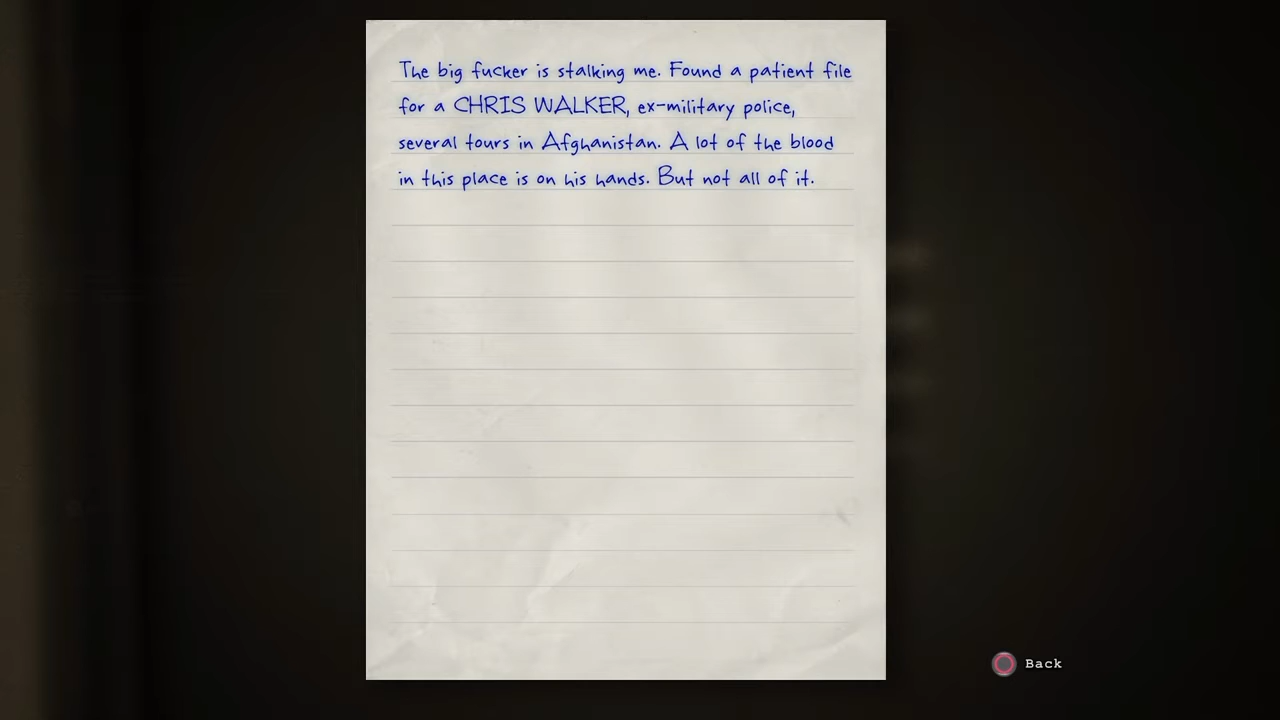 The big fucker is stalking me. Found a patient file
for a CHRIS WALKER, ex-military police,
several tours in Afghanistan. A lot of the blood
in this place is on his hands. But not all of it.
Back